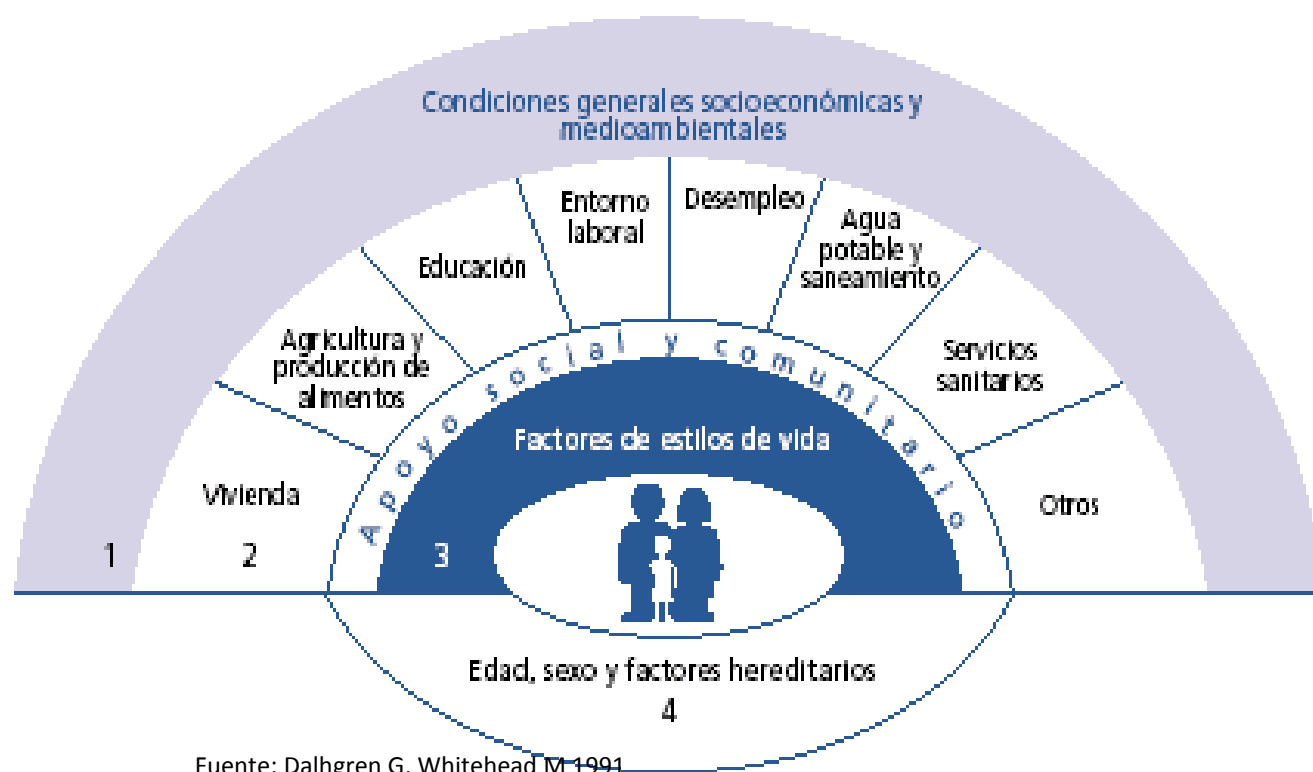 Condiciones generales socioeconómicas y
medioambientales
Entorno
laboral
Desempleo
Educación
Agua
potable y
saneamiento
Agricultura y
producción de
alimentos
Servicios
sanitarios
Apoyo social y comunitario
Factores de estilos de vida
Vivienda
Otros
1
2
3
Edad, sexo y factores hereditarios
4
Fuente: Dalhgren G, Whitehead M 1991